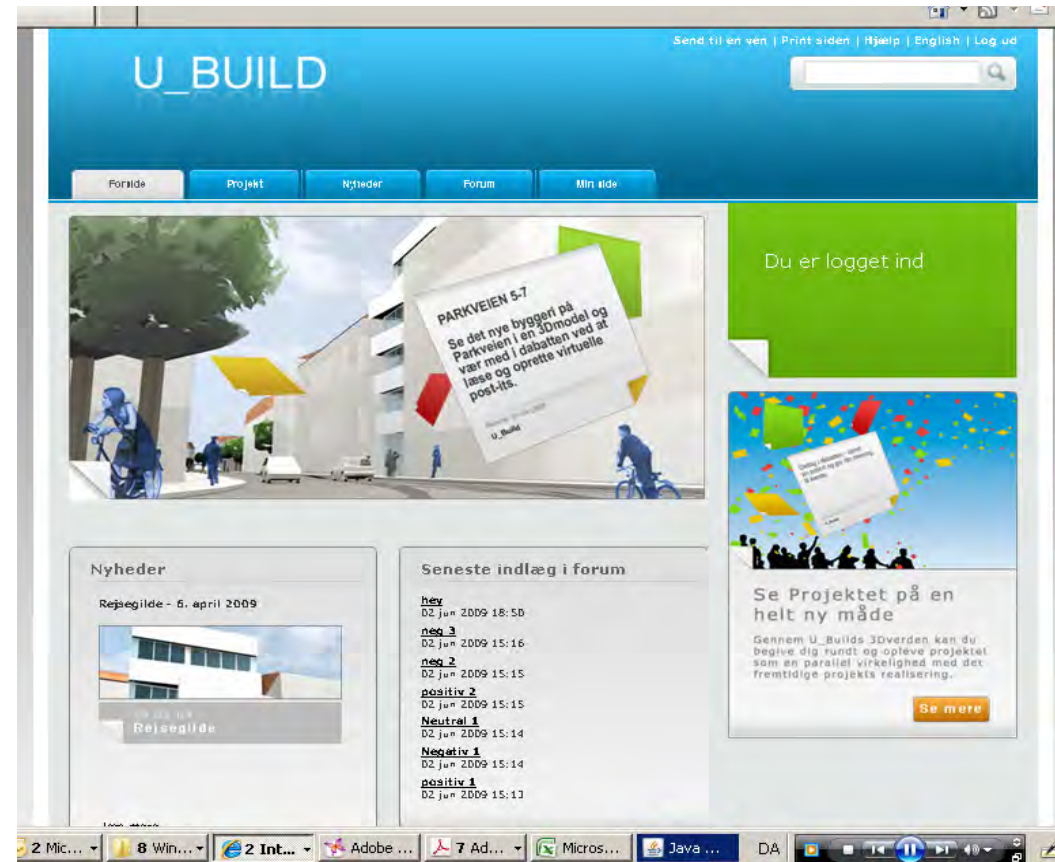 Send til en ven | Print siden | Hjælp | English | Log ud
U_BUILD
Forside Projekt Nyheder Forum Min side
PARKVEIEN 5-7
Se det nye byggeri på
Parkveien i en 3Dmodel og
vær med i dabatten ved at
læse og oprette virtuelle
post-its.
U_Build
Du er logget ind
Nyheder
Rejsegilde - 6. april 2009
Rejsegilde
Seneste indlæg i forum
hey
02 jun 2009 18:50
neg 3
02 jun 2009 15:16
neg 2
02 jun 2009 15:15
positiv 2
02 jun 2009 15:15
Neutral 1
02 jun 2009 15:14
Negativ 1
02 jun 2009 15:14
positiv 1
02 jun 2009 15:13
Se Projektet på en
helt ny måde
Gennem U_Builds 3Dverden kan du
begive dig rundt og opleve projektet
som en parallel virkelighed med det
fremtidige projekts realisering.
Se mere
2 Mic... 8 Win... 2 Int... Adobe ... 7 Ad... Micros... Java ... DA